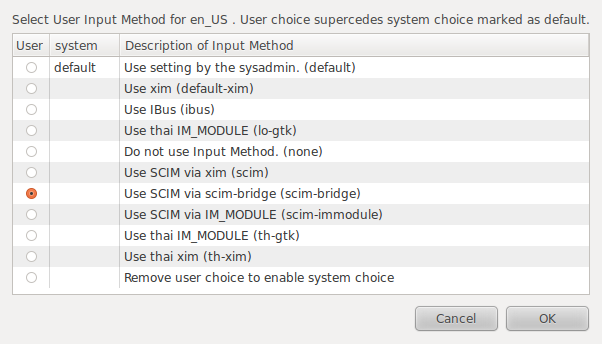 Select User Input Method for en_US . User choice supercedes system choice marked as default.
User system Description of Input Method
default Use setting by the sysadmin. (default)
Use xim (default-xim)
Use IBus (ibus)
Use thai IM_MODULE (lo-gtk)
Do not use Input Method. (none)
Use SCIM via xim (scim)
Use SCIM via scim-bridge (scim-bridge)
Use SCIM via IM_MODULE (scim-immodule)
Use thai IM_MODULE (th-gtk)
Use thai xim (th-xim)
Remove user choice to enable system choice
Cancel OK